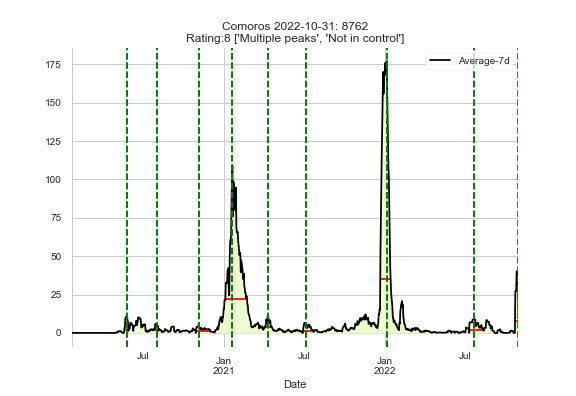 Comoros 2022-10-31: 8762
Rating:8 ['Multiple peaks', 'Not in control']
Average-7d
175
150
125
100
75
50
25
0
Jul
Jan
2021
Jul
Jan
2022
Jul
Date